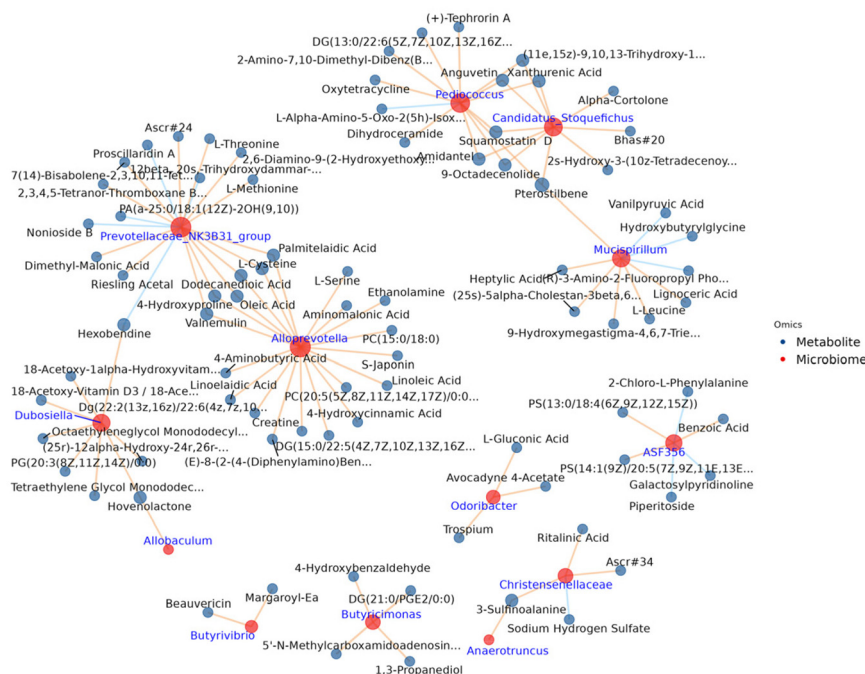 (+)-Tephrorin A
DG(13:0/22:6(5Z,7Z,10Z,13Z,16Z...
(11e,15z)-9,10,13-Trihydroxy-1...
2-Amino-7,10-Dimethyl-Dibenz(B...
Anguvetin
Xanthurenic Acid
Oxytetracycline
Pediococcus
Alpha-Cortolone
L-Alpha-Amino-5-Oxo-2(5h)-Isox...
Candidatus_Stoquefichus
Ascr#24
Dihydroceramide
Squamostatin D
Bhas#20
L-Threonine
Proscillaridin A
2,6-Diamino-9-(2-Hydroxyethoxy...
Amidantel
2s-Hydroxy-3-(10z-Tetradecenoy...
12beta, 20s,-Trihydroxydammar-...
7(14)-Bisabolene-2,3,10,11-Tet...
9-Octadecenolide
2,3,4,5-Tetranor-Thromboxane B...
L-Methionine
Pterostilbene
PA(a-25:0/18:1(12Z)-2OH(9,10))
Vanilpyruvic Acid
Nonioside B
Prevotellaceae_NK3B31_group
Hydroxybutyrylglycine
Palmitelaidic Acid
Mucispirillum
Dimethyl-Malonic Acid
L-Cysteine
Riesling Acetal
Dodecanedioic Acid
L-Serine
Heptylic Acid
(R)-3-Amino-2-Fluoropropyl Pho...
Ethanolamine
(25s)-5alpha-Cholestan-3beta,6...
Lignoceric Acid
4-Hydroxyproline
Oleic Acid
Aminomalonic Acid
L-Leucine
Hexobendine
Valnemulin
9-Hydroxymegastigma-4,6,7-Trie...
Alloprevotella
PC(15:0/18:0)
Omics
Metabolite
Microbiome
4-Aminobutyric Acid
S-Japonin
18-Acetoxy-1alpha-Hydroxyvitam...
Linoelaidic Acid
Linoleic Acid
2-Chloro-L-Phenylalanine
18-Acetoxy-Vitamin D3 / 18-Ace...
PC(20:5(5Z,8Z,11Z,14Z,17Z)/0:0...
PS(13:0/18:4(6Z,9Z,12Z,15Z))
Dg(22:2(13z,16z)/22:6(4z,7z,10...
Dubosiella
4-Hydroxycinnamic Acid
Creatine
Benzoic Acid
Octaethyleneglycol Monododecyl...
L-Gluconic Acid
(25r)-12alpha-Hydroxy-24r,26r-...
DG(15:0/22:5(4Z,7Z,10Z,13Z,16Z...
ASF356
PG(20:3(8Z,11Z,14Z)/0:0)
(E)-8-(2-(4-(Diphenylamino)Ben...
PS(14:1(9Z)/20:5(7Z,9Z,11E,13E...
Avocadyne 4-Acetate
Galactosylpyridinoline
Tetraethylene Glycol Monododec...
Hovenolactone
Odoribacter
Piperitoside
Trospium
Allobaculum
Ritalinic Acid
4-Hydroxybenzaldehyde
Ascr#34
Christensenellaceae
Beauvericin
Margaroyl-Ea
DG(21:0/PGE2/0:0)
3-Sulfinoalanine
Butyricimonas
Butyrivibrio
Sodium Hydrogen Sulfate
5'-N-Methylcarboxamidoadenosin...
Anaerotruncus
1,3-Propanediol